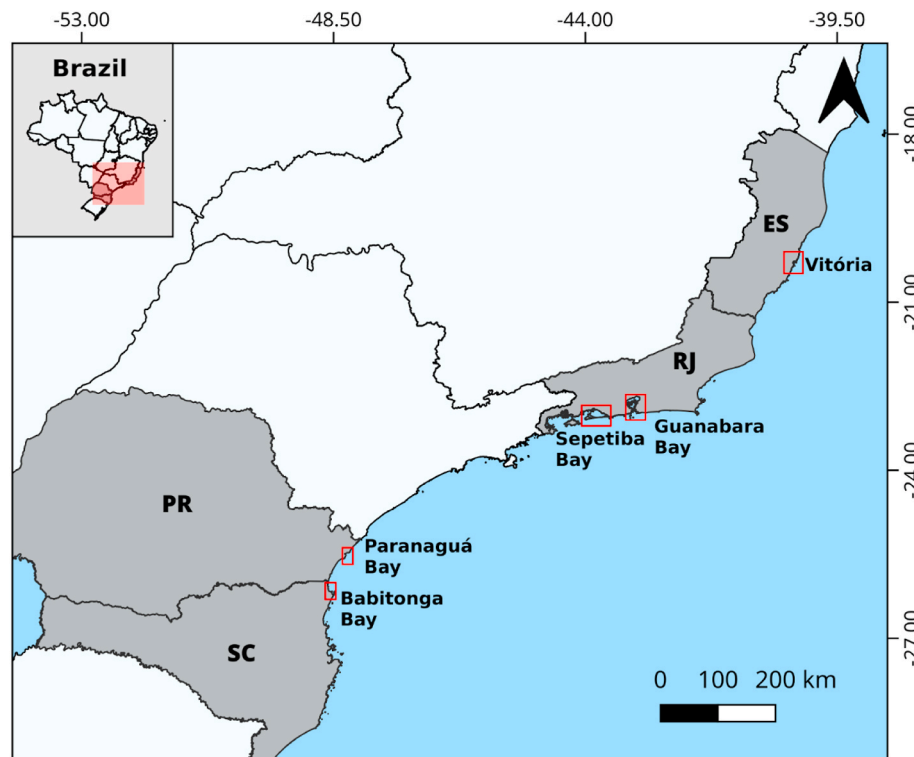 -53.00
-48.50
-44.00
-39.50
Brazil
-18.00
ES
Vitória
-21.00
RJ
Guanabara
Bay
Sepetiba
Bay
-24.00
PR
Paranaguá
Bay
Babitonga
Bay
-27.00
SC
0 100 200 km